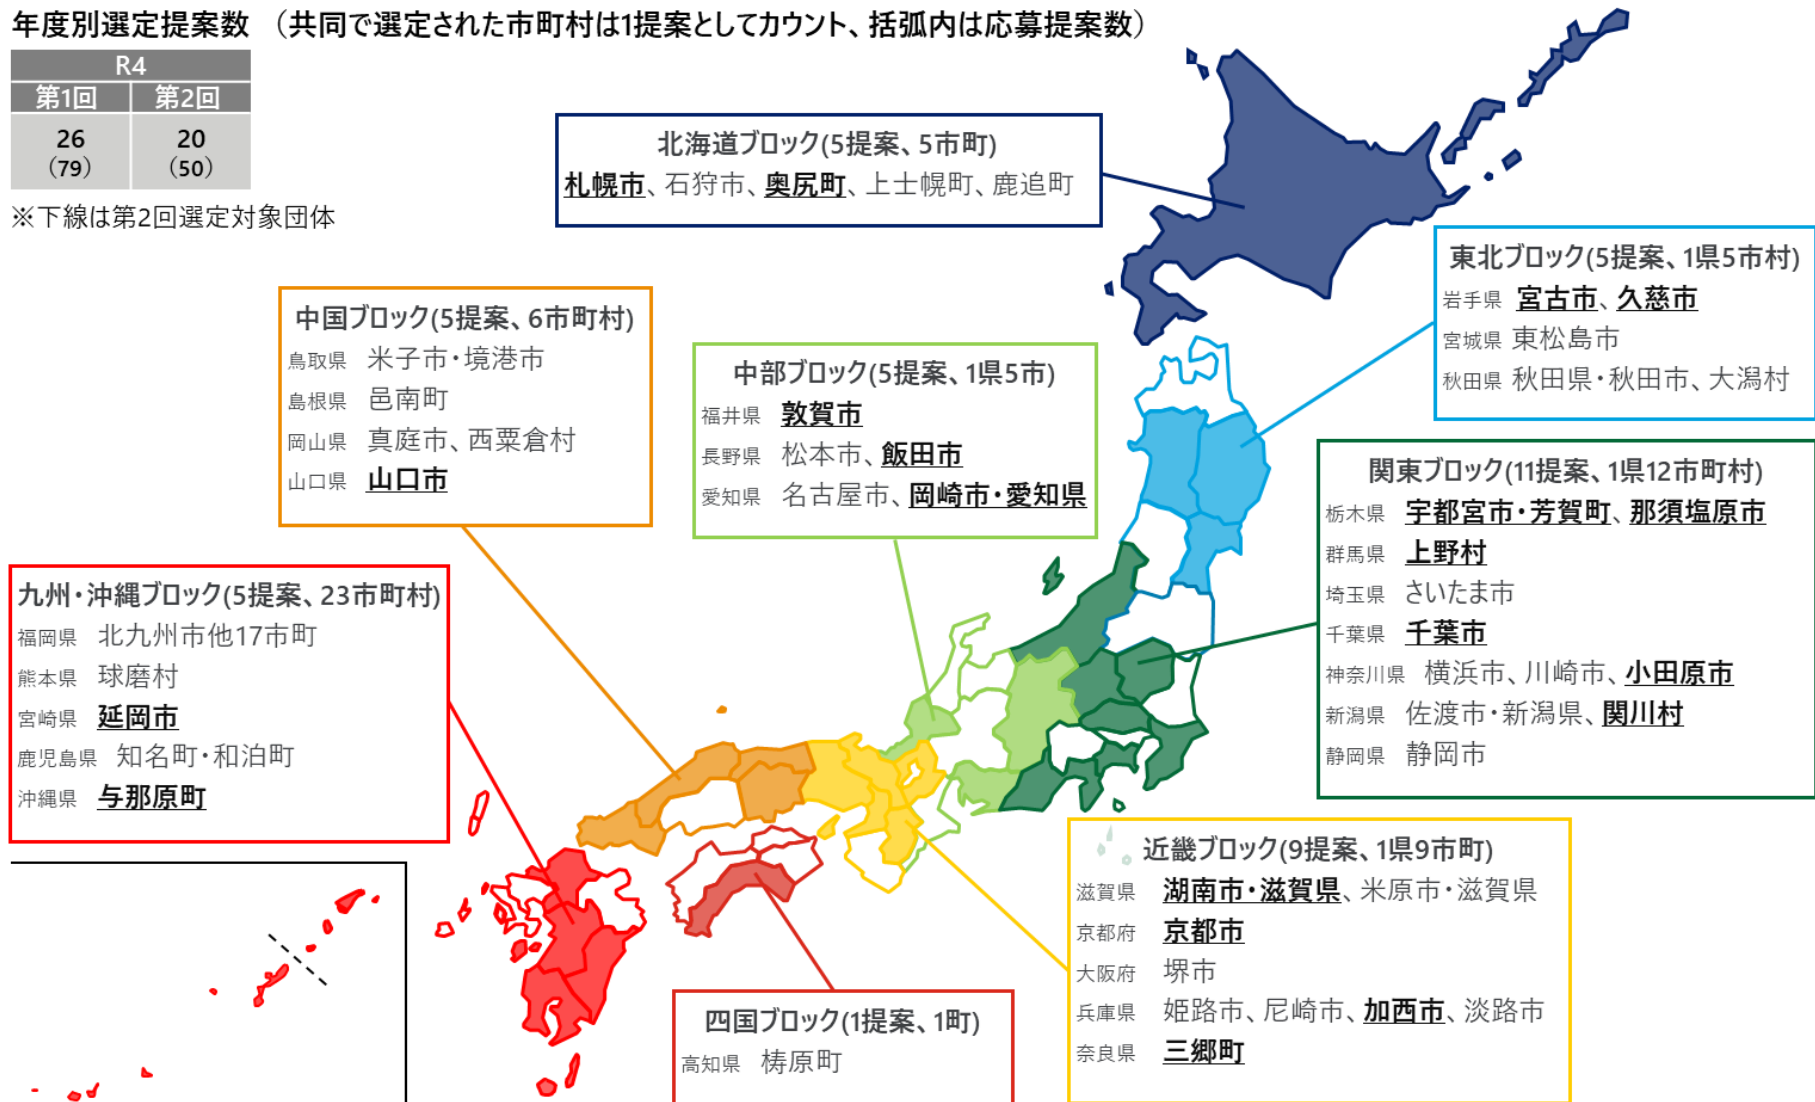 年度別選定提案数 （共同で選定された市町村は1提案としてカウント、括弧内は応募提案数）
R4
第1回 第2回
26 20
（79） （50）
※下線は第2回選定対象団体
北海道ブロック(5提案、5市町)
札幌市、石狩市、奥尻町、上士幌町、鹿追町
東北ブロック(5提案、1県5市村)
岩手県 宮古市、久慈市
宮城県 東松島市
秋田県 秋田県・秋田市、大潟村
中国ブロック(5提案、6市町村)
鳥取県 米子市・境港市
島根県 邑南町
岡山県 真庭市、西粟倉村
山口県 山口市
中部ブロック(5提案、1県5市)
福井県 敦賀市
長野県 松本市、飯田市
愛知県 名古屋市、岡崎市・愛知県
関東ブロック(11提案、1県12市町村)
栃木県 宇都宮市・芳賀町、那須塩原市
群馬県 上野村
埼玉県 さいたま市
千葉県 千葉市
神奈川県 横浜市、川崎市、小田原市
新潟県 佐渡市・新潟県、関川村
静岡県 静岡市
九州・沖縄ブロック(5提案、23市町村)
福岡県 北九州市他17市町
熊本県 球磨村
宮崎県 延岡市
鹿児島県 知名町・和泊町
沖縄県 与那原町
近畿ブロック(9提案、1県9市町)
滋賀県 湖南市・滋賀県、米原市・滋賀県
京都府 京都市
大阪府 堺市
兵庫県 姫路市、尼崎市、加西市、淡路市
奈良県 三郷町
四国ブロック(1提案、1町)
高知県 梼原町